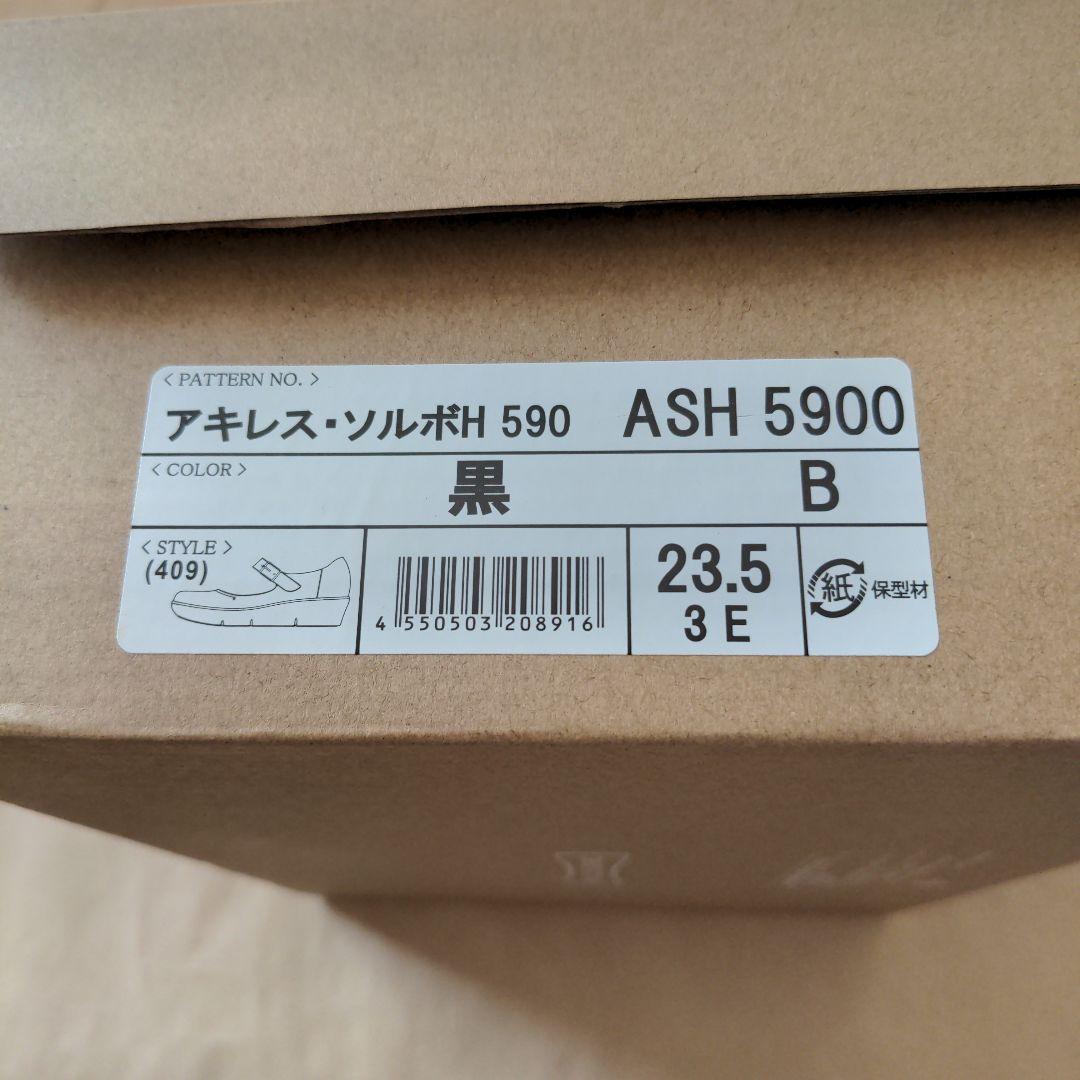 < PATTERN NO. >
アキレス・ソルボH 590 ASH 5900
< COLOR >
黒 B
< STYLE >
(409)
4 550503 208916
23.5
3 E
紙 保型材